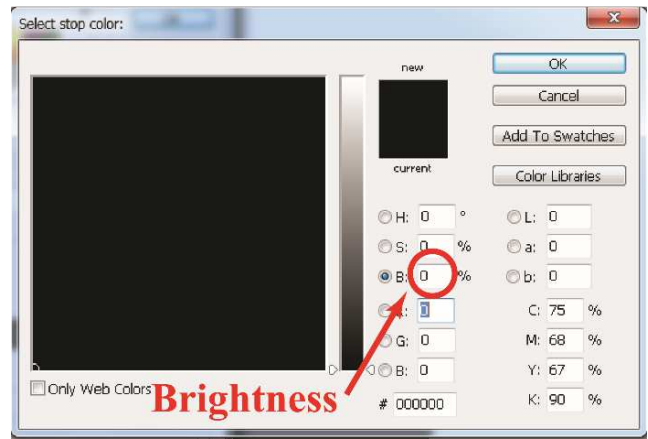 Select stop color:
new
OK
Cancel
Add To Swatches
current
Color Libraries
H: 0 °
L: 0
S: 0 %
a: 0
B: 0 %
b: 0
0
C: 75 %
G: 0
M: 68 %
B: 0
Y: 67 %
Only Web Colors
Brightness
# 000000
K: 90 %